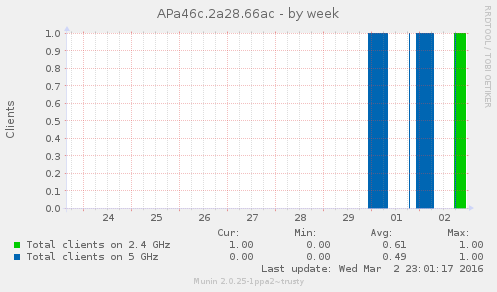 APa46c.2a28.66ac - by week
RRDTOOL / TOBI OETIKER
Clients
1.0
0.9
0.8
0.7
0.6
0.5
0.4
0.3
0.2
0.1
0.0
24 25 26 27 28 29 01 02
Cur: Min: Avg: Max:
Total clients on 2.4 GHz 1.00 0.00 0.61 1.00
Total clients on 5 GHz 0.00 0.00 0.49 1.00
Last update: Wed Mar 2 23:01:17 2016
Munin 2.0.25-1ppa2~trusty